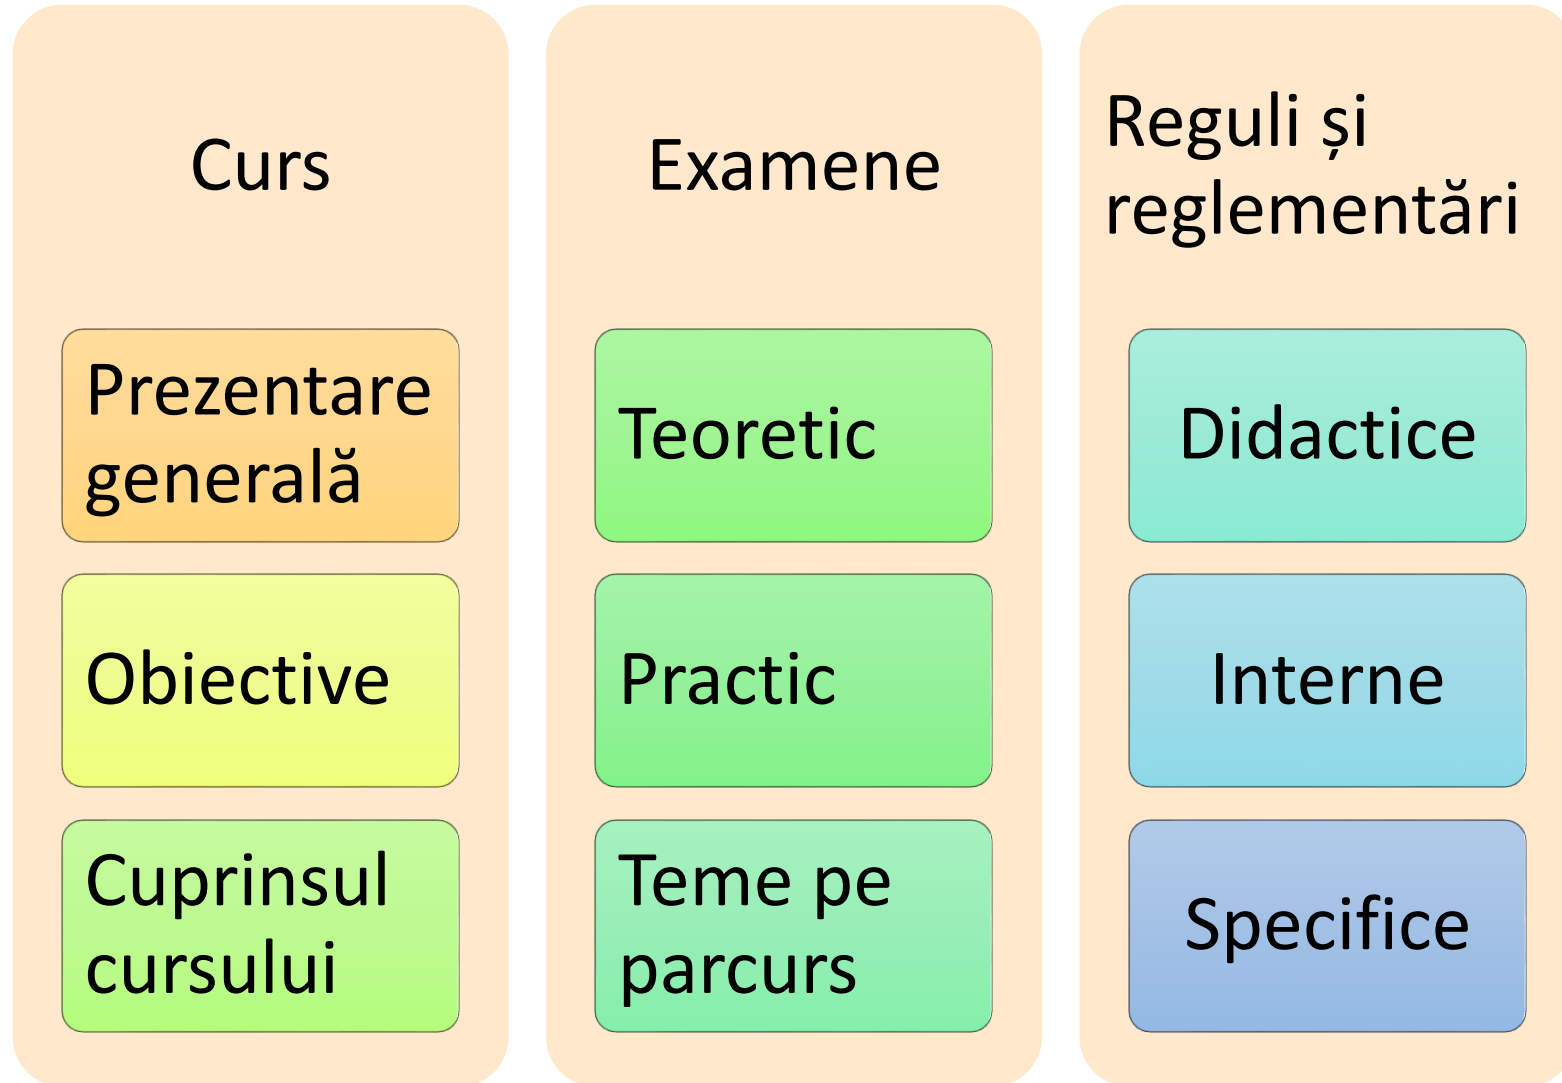 Curs
Prezentare
generală
Obiective
Cuprinsul
cursului
Examene
Teoretic
Practic
Teme pe
parcurs
Reguli și
reglementări
Didactice
Interne
Specifice